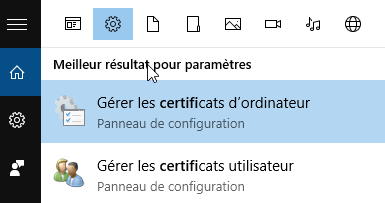 Meilleur résultat pour paramètres
Gérer les certificats d'ordinateur
Panneau de configuration
Gérer les certificats utilisateur
Panneau de configuration